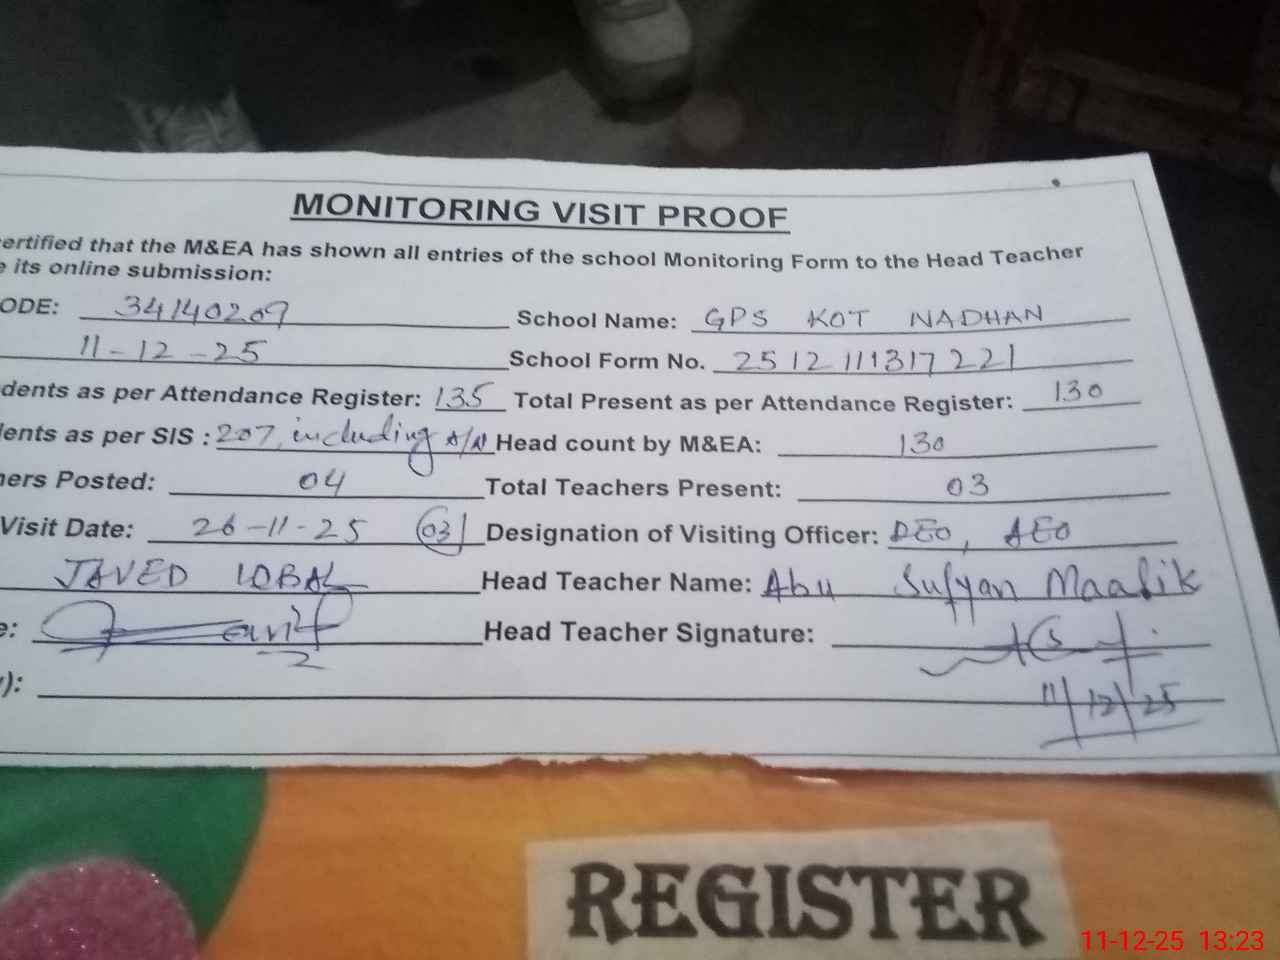 MONITORING VISIT PROOF
ertified that the M&EA has shown all entries of the school Monitoring Form to the Head Teacher
e its online submission:
ODE: 34140209 School Name: GPS KOT NADHAN
11-12-25 School Form No. 2512111317221
dents as per Attendance Register: 135 Total Present as per Attendance Register: 130
ents as per SIS : 207, including A/N Head count by M&EA: 130
ers Posted: 04 Total Teachers Present: 03
Visit Date: 26-11-25 03 Designation of Visiting Officer: DEO, AEO
JAVED IQBAL Head Teacher Name: Abu Sufyan Maalik
e: Head Teacher Signature:
): 11/12/25
REGISTER
11-12-25 13:23